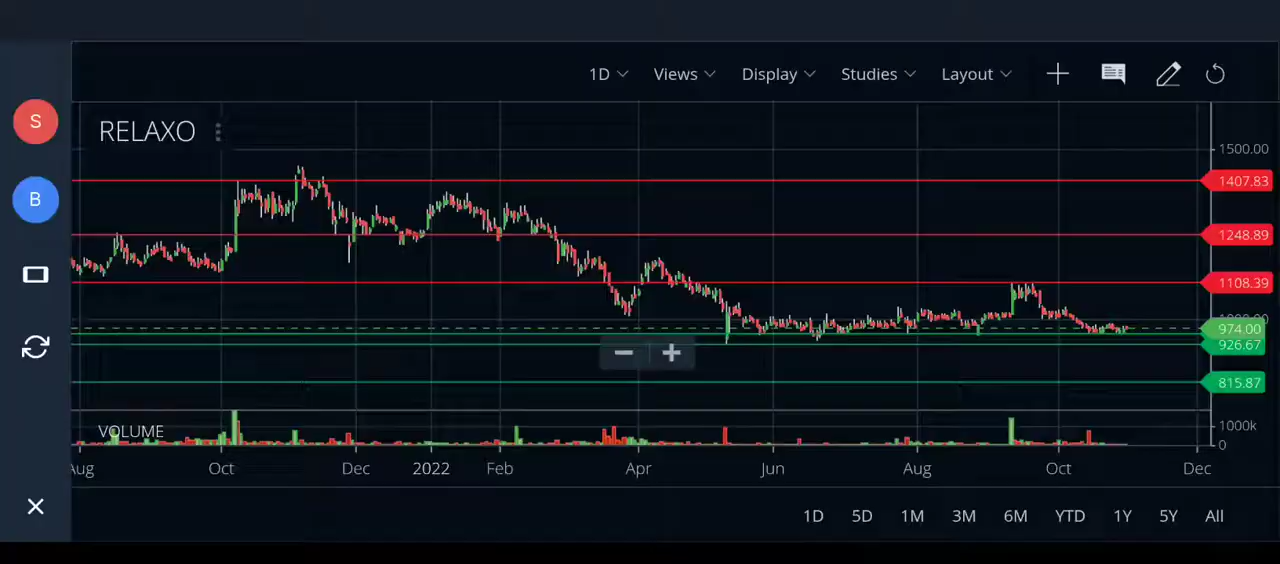 1D Views Display Studies Layout
S
RELAXO
1500.00
1407.83
B
1248.89
1108.39
974.00
926.67
815.87
VOLUME
1000k
0
Aug Oct Dec 2022 Feb Apr Jun Aug Oct Dec
1D 5D 1M 3M 6M YTD 1Y 5Y All